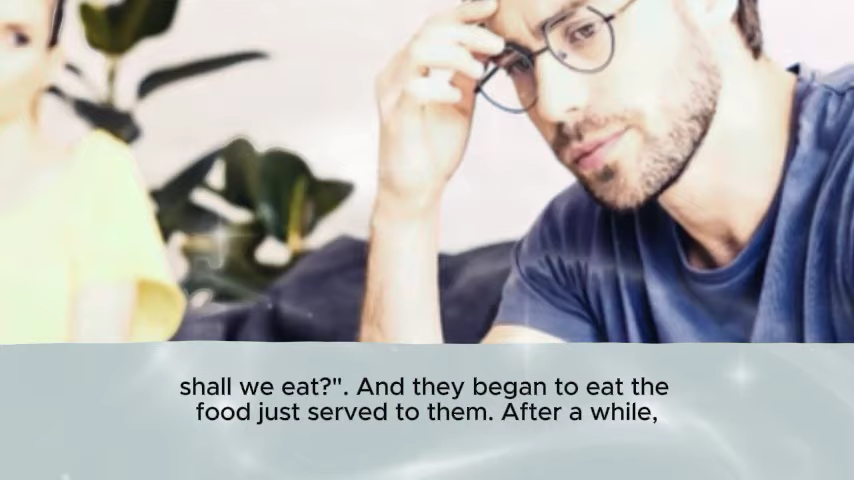 shall we eat?". And they began to eat the
food just served to them. After a while,